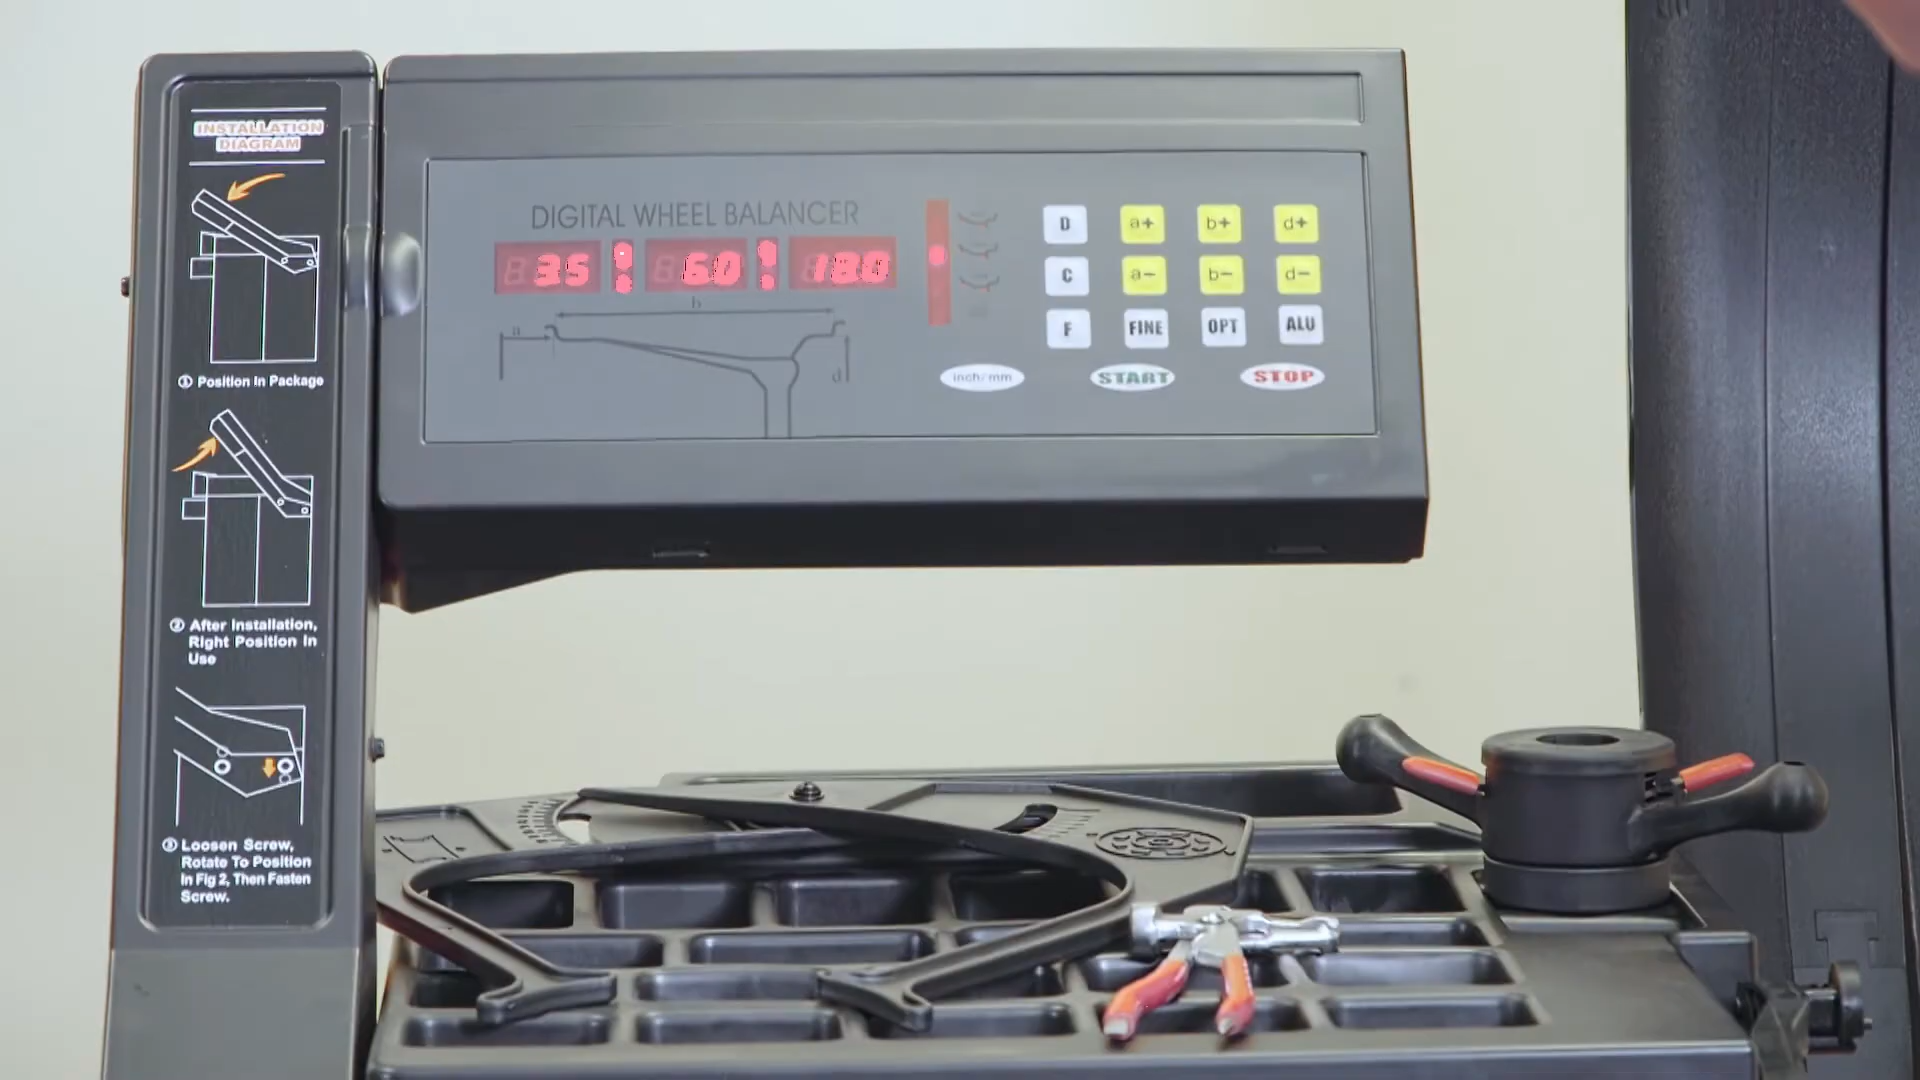 INSTALLATION
DIAGRAM
① Position In Package
② After Installation,
Right Position In
Use
③ Loosen Screw,
Rotate To Position
In Fig 2, Then Fasten
Screw.
DIGITAL WHEEL BALANCER
35 60 180
b
a
d
D a+ b+ d+
C a- b- d-
F FINE OPT ALU
inch/mm START STOP